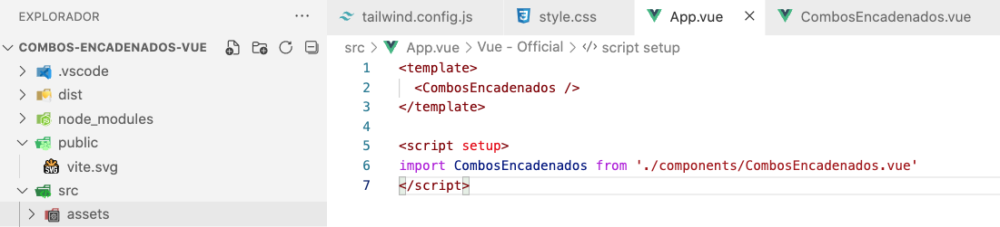 EXPLORADOR ...
COMBOS-ENCADENADOS-VUE
.vscode
dist
node_modules
public
vite.svg
src
assets
tailwind.config.js style.css App.vue CombosEncadenados.vue
src > App.vue > Vue - Official > script setup
1 <template>
2 <CombosEncadenados />
3 </template>
4
5 <script setup>
6 import CombosEncadenados from './components/CombosEncadenados.vue'
7 </script>